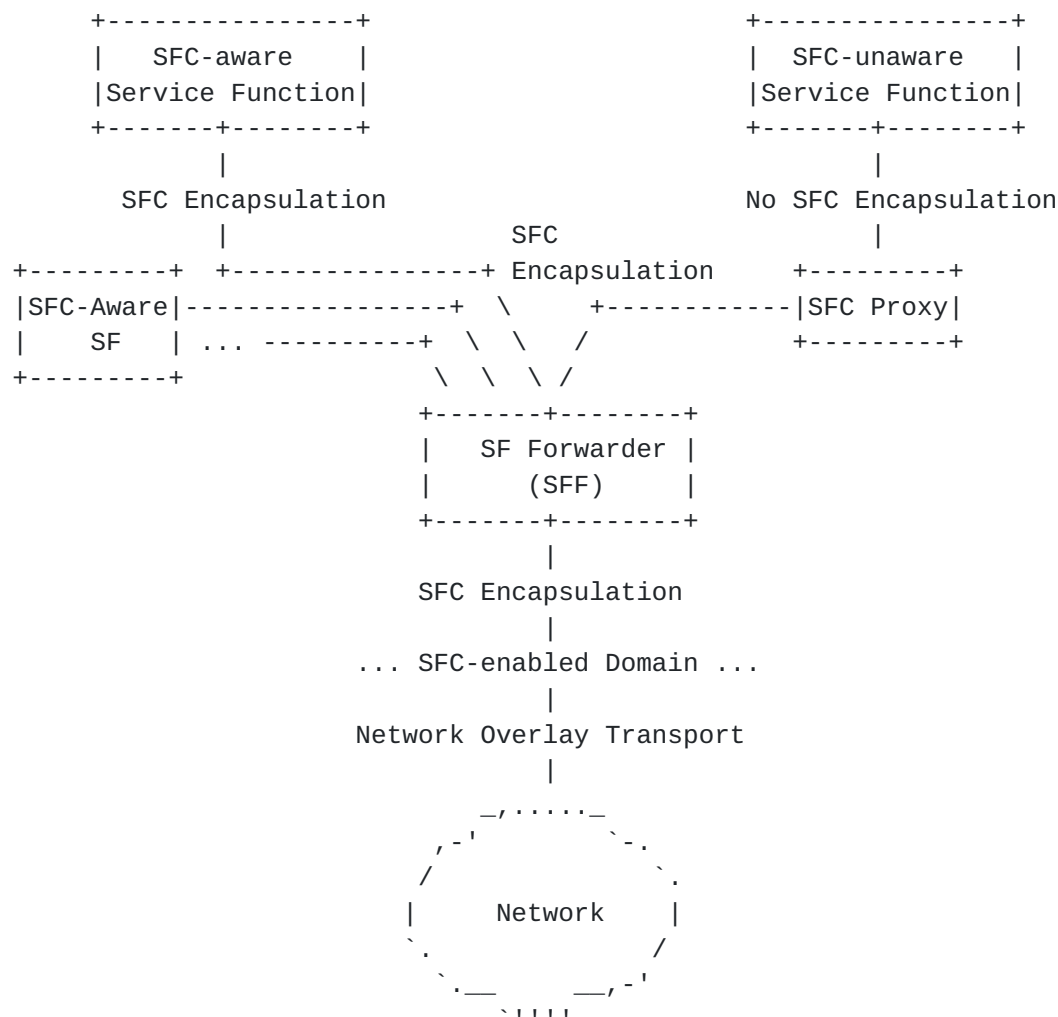 SFC-aware SFC-unaware
Service Function Service Function
SFC Encapsulation No SFC Encapsulation
SFC
Encapsulation
SFC-Aware SFC Proxy
SF ...
SF Forwarder
(SFF)
SFC Encapsulation
... SFC-enabled Domain ...
Network Overlay Transport
Network